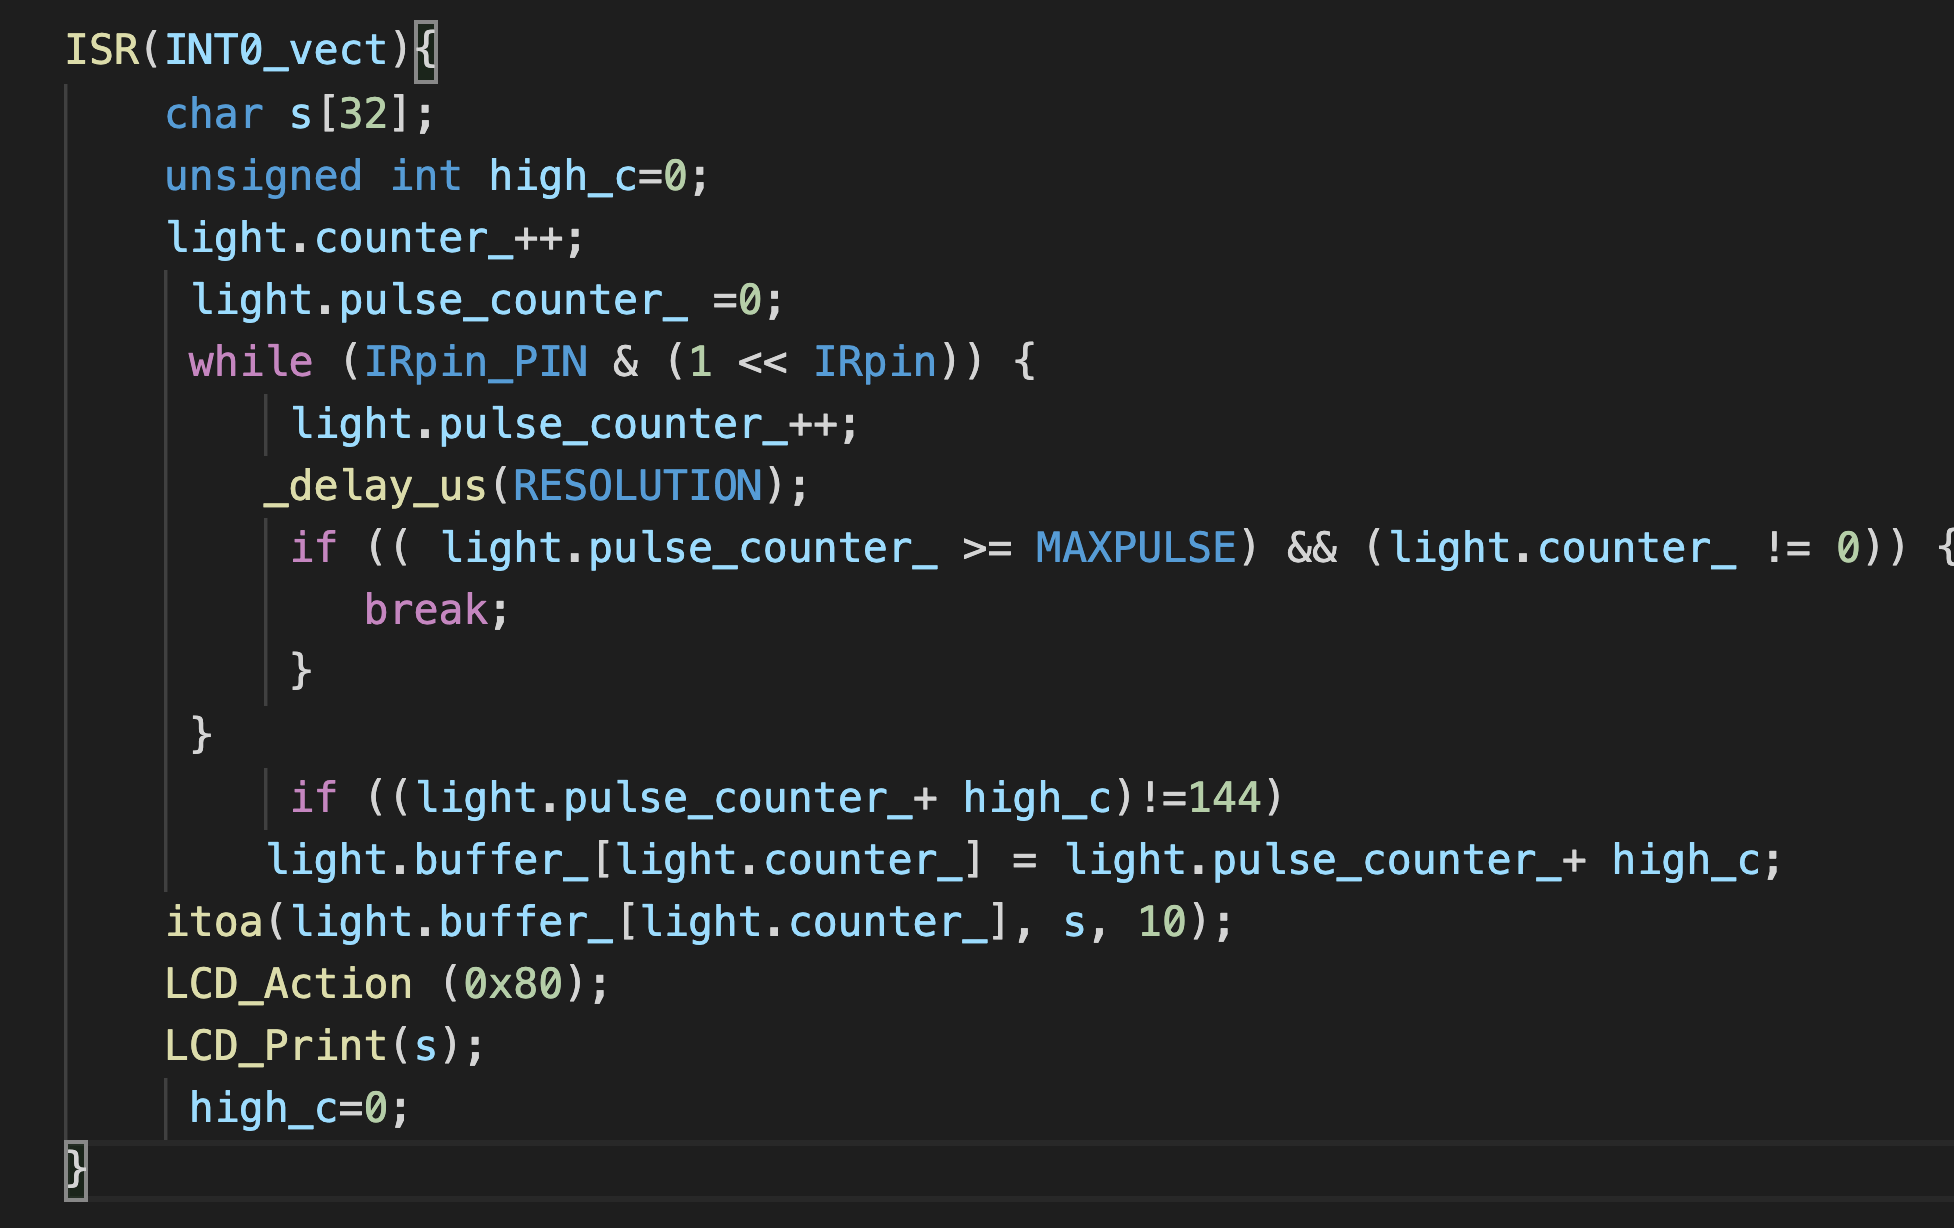 ISR(INT0_vect){
char s[32];
unsigned int high_c=0;
light.counter_++;
light.pulse_counter_ =0;
while (IRpin_PIN & (1 << IRpin)) {
light.pulse_counter_++;
_delay_us(RESOLUTION);
if (( light.pulse_counter_ >= MAXPULSE) && (light.counter_ != 0)) {
break;
}
}
if ((light.pulse_counter_+ high_c)!=144)
light.buffer_[light.counter_] = light.pulse_counter_+ high_c;
itoa(light.buffer_[light.counter_], s, 10);
LCD_Action (0x80);
LCD_Print(s);
high_c=0;
}